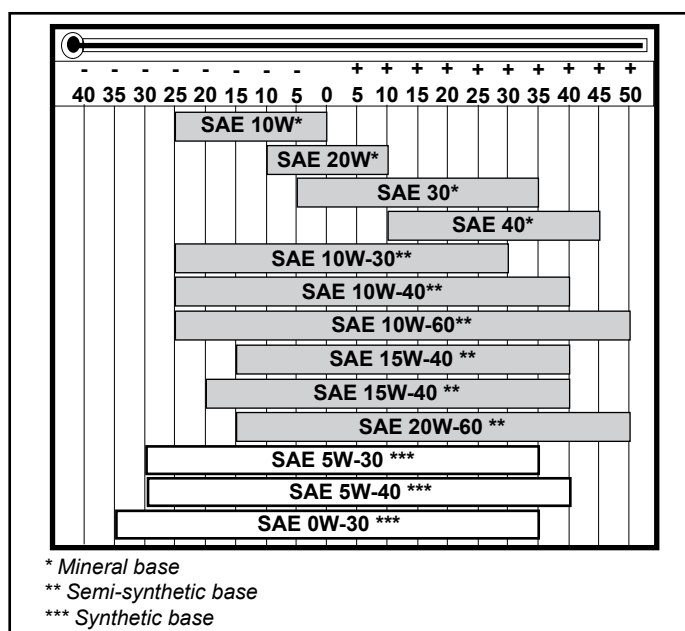 - - - - - - - - + + + + + + + + + +
40 35 30 25 20 15 10 5 0 5 10 15 20 25 30 35 40 45 50
SAE 10W*
SAE 20W*
SAE 30*
SAE 40*
SAE 10W-30**
SAE 10W-40**
SAE 10W-60**
SAE 15W-40 **
SAE 15W-40 **
SAE 20W-60 **
SAE 5W-30 ***
SAE 5W-40 ***
SAE 0W-30 ***
* Mineral base
** Semi-synthetic base
*** Synthetic base